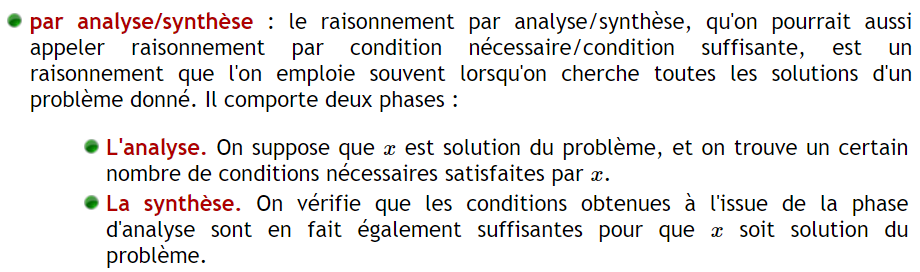 par analyse/synthèse : le raisonnement par analyse/synthèse, qu'on pourrait aussi
appeler raisonnement par condition nécessaire/condition suffisante, est un
raisonnement que l'on emploie souvent lorsqu'on cherche toutes les solutions d'un
problème donné. Il comporte deux phases :
L'analyse. On suppose que x est solution du problème, et on trouve un certain
nombre de conditions nécessaires satisfaites par x.
La synthèse. On vérifie que les conditions obtenues à l'issue de la phase
d'analyse sont en fait également suffisantes pour que x soit solution du
problème.